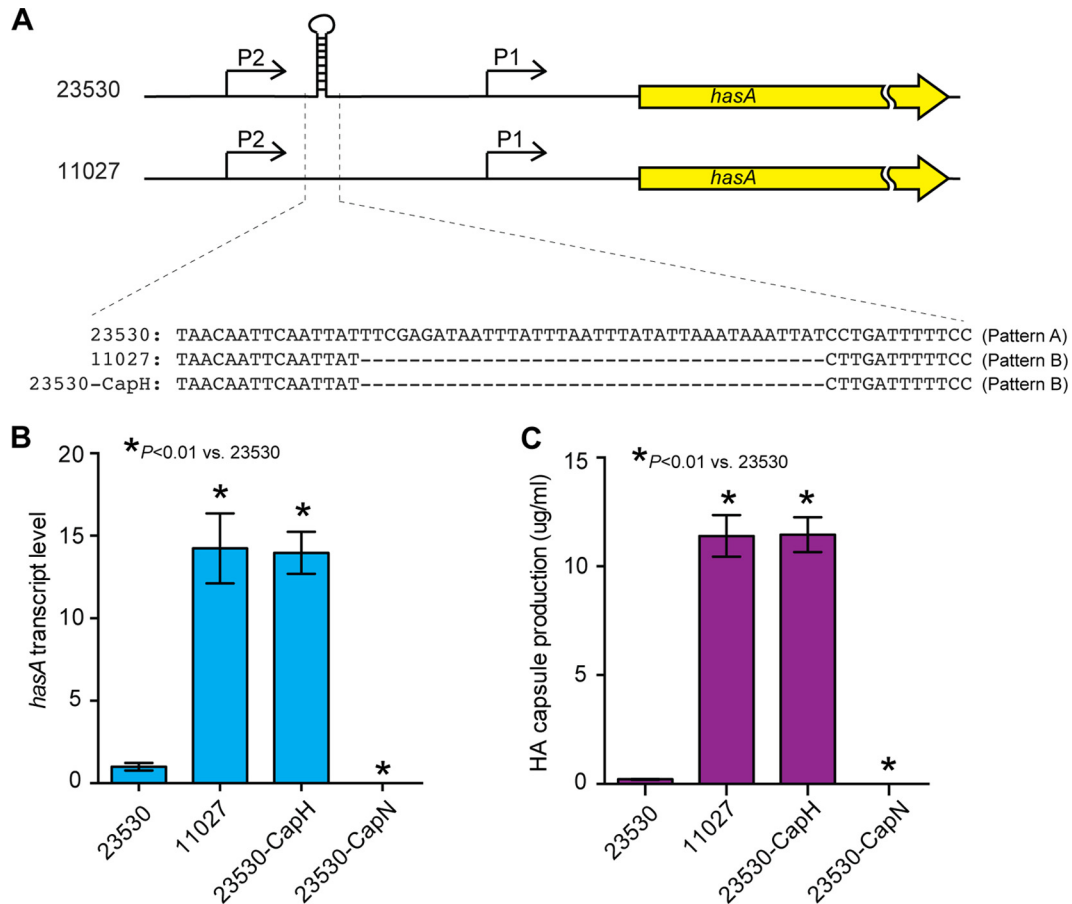 A
23530
P2
P1
hasA
11027
P2
P1
hasA
23530: TAACAATTCAATTATTTCGAGATAATTTATTTAATTTATATTAAATAAATTATCCTGATTTTTCC (Pattern A)
11027: TAACAATTCAATTAT--------------------------------------CTTGATTTTTCC (Pattern B)
23530-CapH: TAACAATTCAATTAT--------------------------------------CTTGATTTTTCC (Pattern B)
B
*P<0.01 vs. 23530
hasA transcript level
20
15
10
5
0
*
*
*
23530
11027
23530-CapH
23530-CapN
C
*P<0.01 vs. 23530
HA capsule production (ug/ml)
15
10
5
0
*
*
*
23530
11027
23530-CapH
23530-CapN